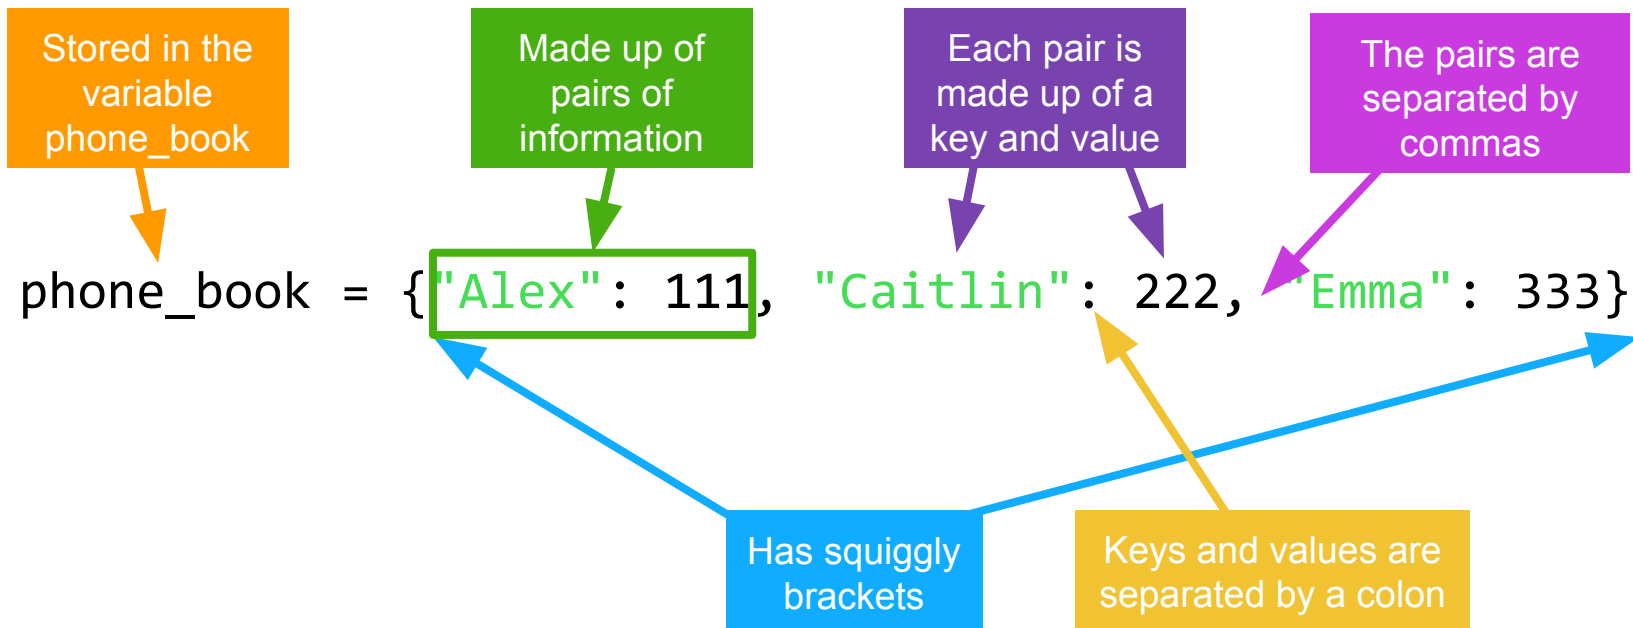 Stored in the
variable
phone_book
Made up of
pairs of
information
Each pair is
made up of a
key and value
The pairs are
separated by
commas
phone_book = {"Alex": 111, "Caitlin": 222, "Emma": 333}
Has squiggly
brackets
Keys and values are
separated by a colon